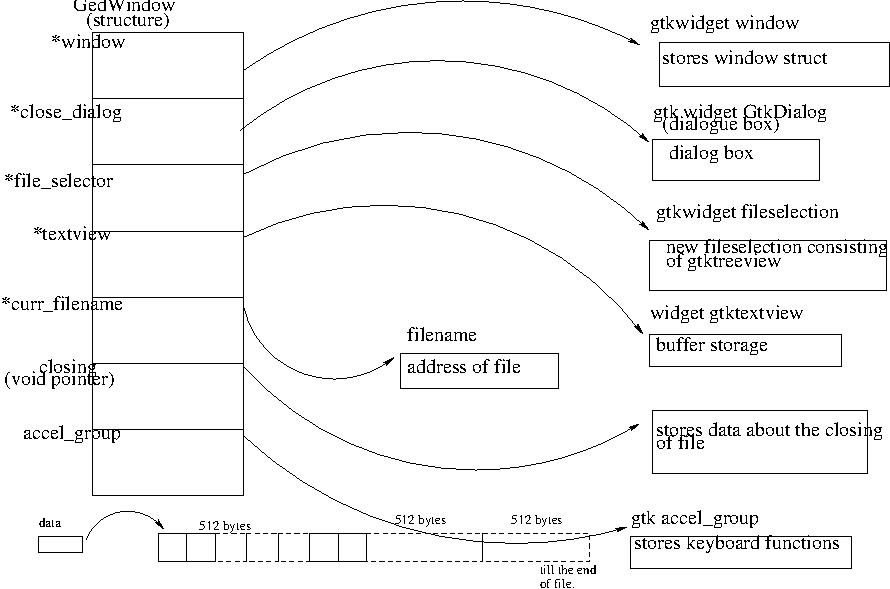 GedWindow
(structure)
*window
*close_dialog
*file_selector
*textview
*curr_filename
closing
(void pointer)
accel_group
gtkwidget window
stores window struct
gtk widget GtkDialog
(dialogue box)
dialog box
gtkwidget fileselection
new fileselection consisting
of gtktreeview
widget gtktextview
buffer storage
filename
address of file
stores data about the closing
of file
gtk accel_group
stores keyboard functions
data
512 bytes
512 bytes
512 bytes
till the end
of file.